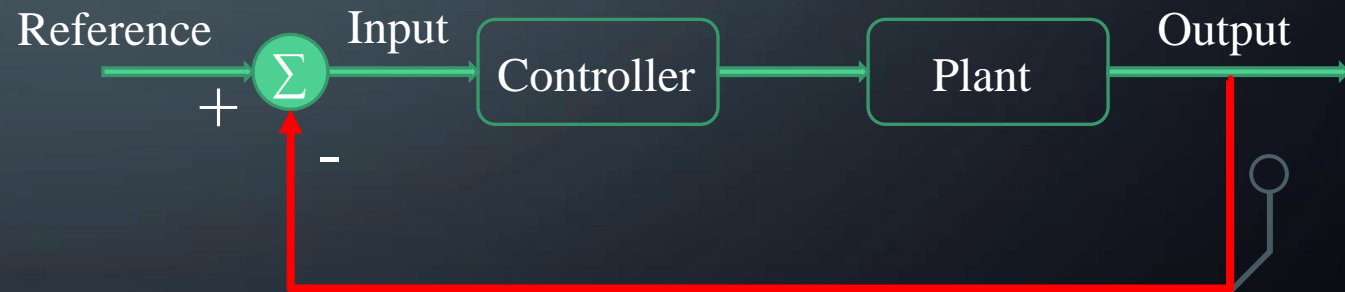 Reference
Input
Output
∑
Controller
Plant
+
-